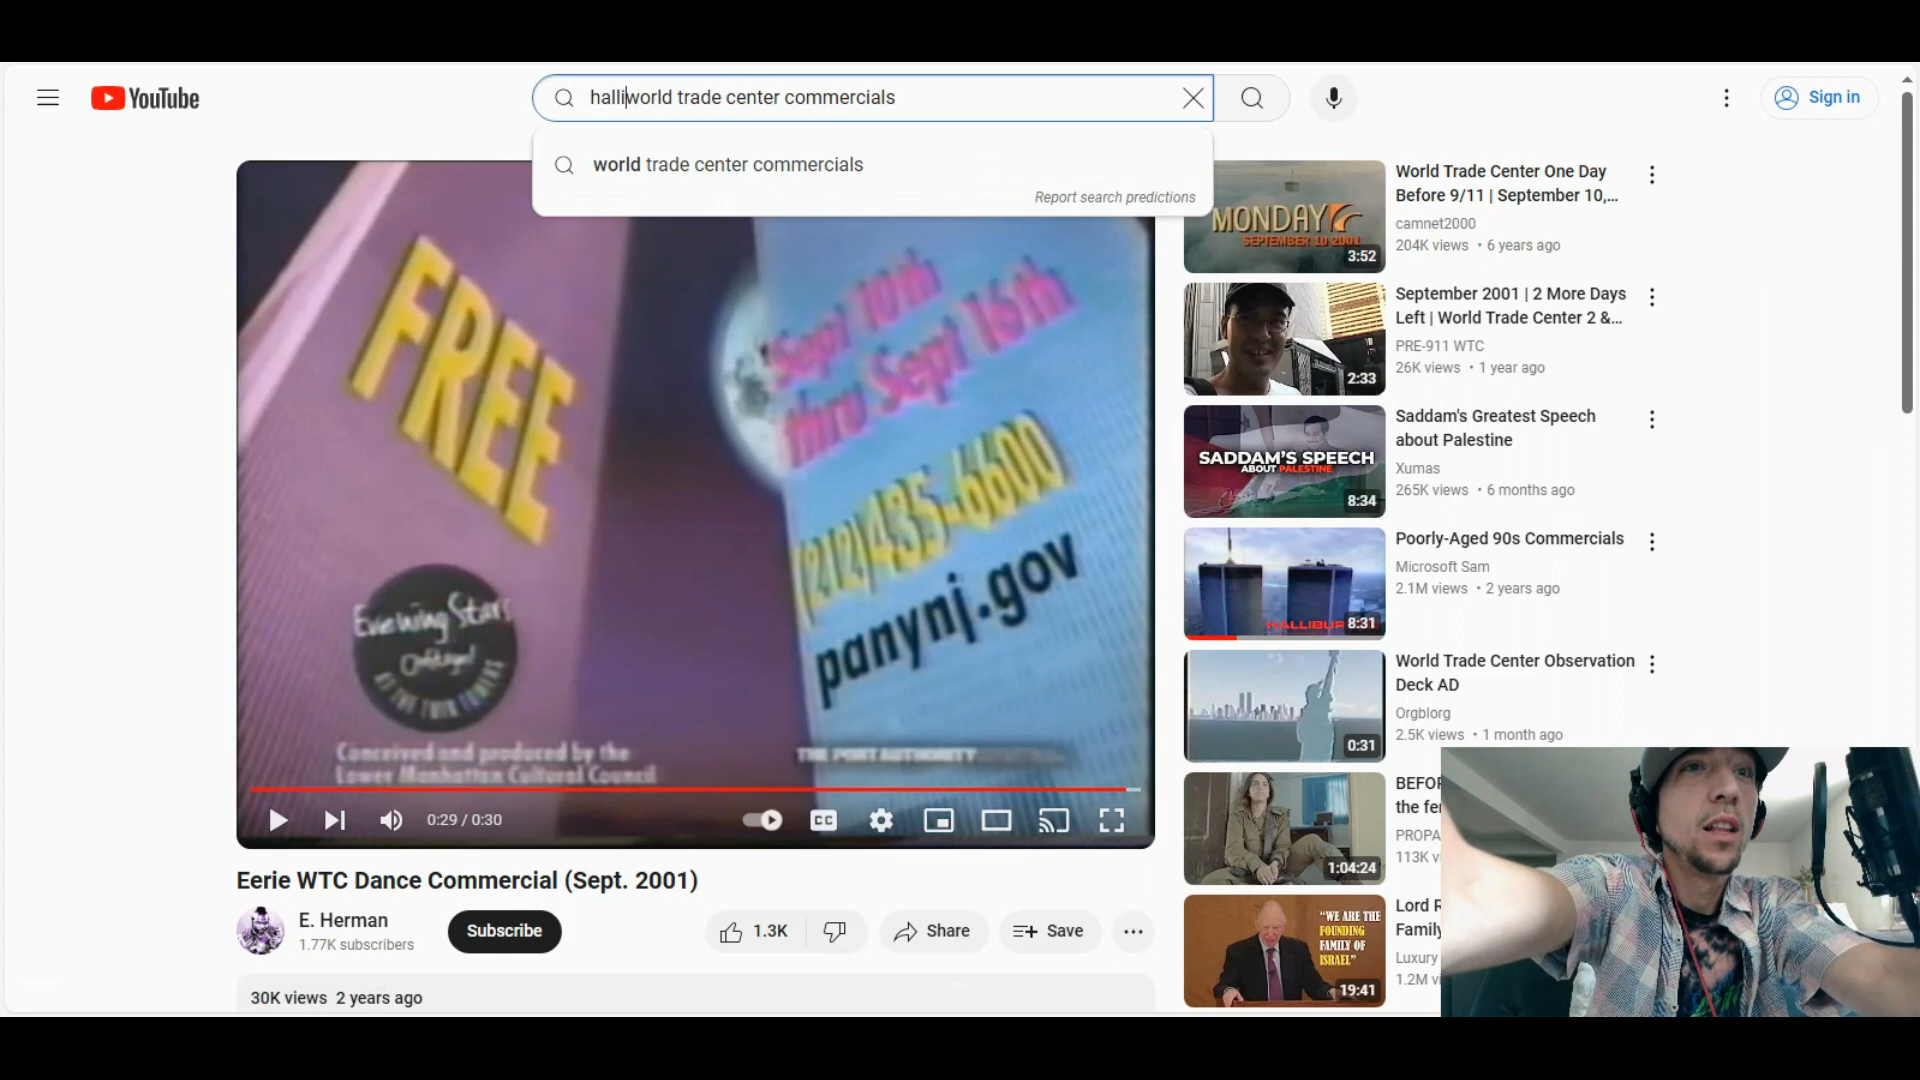 YouTube
halliworld trade center commercials
Sign in
world trade center commercials
Report search predictions
FREE
Sept 10th
thru Sept 16th
(212)435-6600
panynj.gov
Evening Stars
Onstage!
AT THE TWIN TOWERS
Conceived and produced by the
Lower Manhattan Cultural Council
THE PORT AUTHORITY
0:29 / 0:30
CC
Eerie WTC Dance Commercial (Sept. 2001)
E. Herman
1.77K subscribers
Subscribe
1.3K
Share
Save
30K views 2 years ago
MONDAY
SEPTEMBER 10 2001
3:52
World Trade Center One Day
Before 9/11 | September 10,...
camnet2000
204K views • 6 years ago
2:33
September 2001 | 2 More Days
Left | World Trade Center 2 &...
PRE-911 WTC
26K views • 1 year ago
SADDAM'S SPEECH
ABOUT PALESTINE
8:34
Saddam's Greatest Speech
about Palestine
Xumas
265K views • 6 months ago
HALLIBUR
8:31
Poorly-Aged 90s Commercials
Microsoft Sam
2.1M views • 2 years ago
0:31
World Trade Center Observation
Deck AD
Orgblorg
2.5K views • 1 month ago
1:04:24
BEFOR
the fer
PROPA
113K v
"WE ARE THE
FOUNDING
FAMILY OF
ISRAEL"
19:41
Lord R
Family
Luxury
1.2M vi